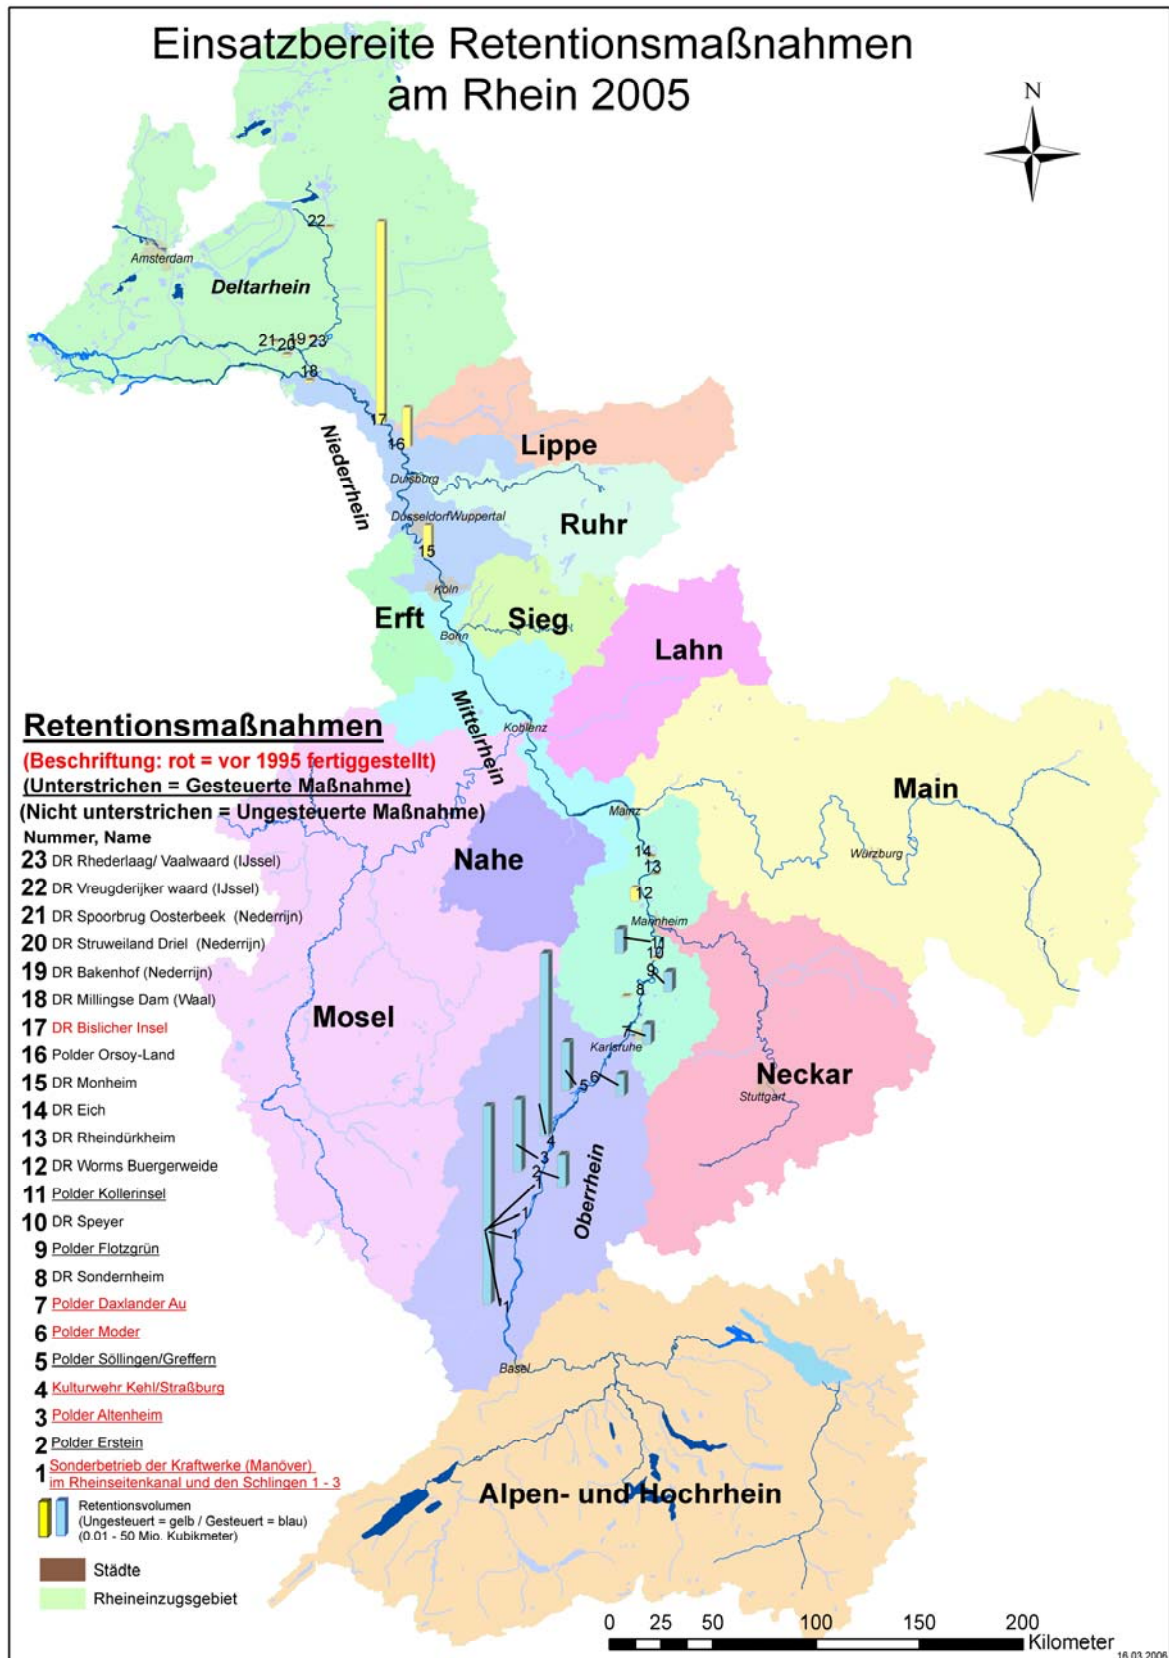 Einsatzbereite Retentionsmaßnahmen
am Rhein 2005
N
22
Amsterdam
Deltarhein
21
20
19
23
18
17
16
Niederrhein
Lippe
Duisburg
Düsseldorf
Wuppertal
Ruhr
15
Köln
Erft
Sieg
Bonn
Lahn
Mittelrhein
Koblenz
Main
Mainz
Würzburg
Nahe
14
13
12
Mannheim
11
10
9
8
Mosel
7
Karlsruhe
Neckar
Stuttgart
6
5
4
3
2
1
1
1
1
Oberrhein
Basel
Alpen- und Hochrhein
Retentionsmaßnahmen
(Beschriftung: rot = vor 1995 fertiggestellt)
(Unterstrichen = Gesteuerte Maßnahme)
(Nicht unterstrichen = Ungesteuerte Maßnahme)
Nummer, Name
23 DR Rhederlaag/ Vaalwaard (IJssel)
22 DR Vreugderijker waard (IJssel)
21 DR Spoorbrug Oosterbeek (Nederrijn)
20 DR Struweiland Driel (Nederrijn)
19 DR Bakenhof (Nederrijn)
18 DR Millingse Dam (Waal)
17 DR Bislicher Insel
16 Polder Orsoy-Land
15 DR Monheim
14 DR Eich
13 DR Rheindürkheim
12 DR Worms Buergerweide
11 Polder Kollerinsel
10 DR Speyer
9 Polder Flotzgrün
8 DR Sondernheim
7 Polder Daxlander Au
6 Polder Moder
5 Polder Söllingen/Greffern
4 Kulturwehr Kehl/Straßburg
3 Polder Altenheim
2 Polder Erstein
1 Sonderbetrieb der Kraftwerke (Manöver)
im Rheinseitenkanal und den Schlingen 1 - 3
Retentionsvolumen
(Ungesteuert = gelb / Gesteuert = blau)
(0.01 - 50 Mio. Kubikmeter)
Städte
Rheineinzugsgebiet
0 25 50 100 150 200
Kilometer
16.03.2006